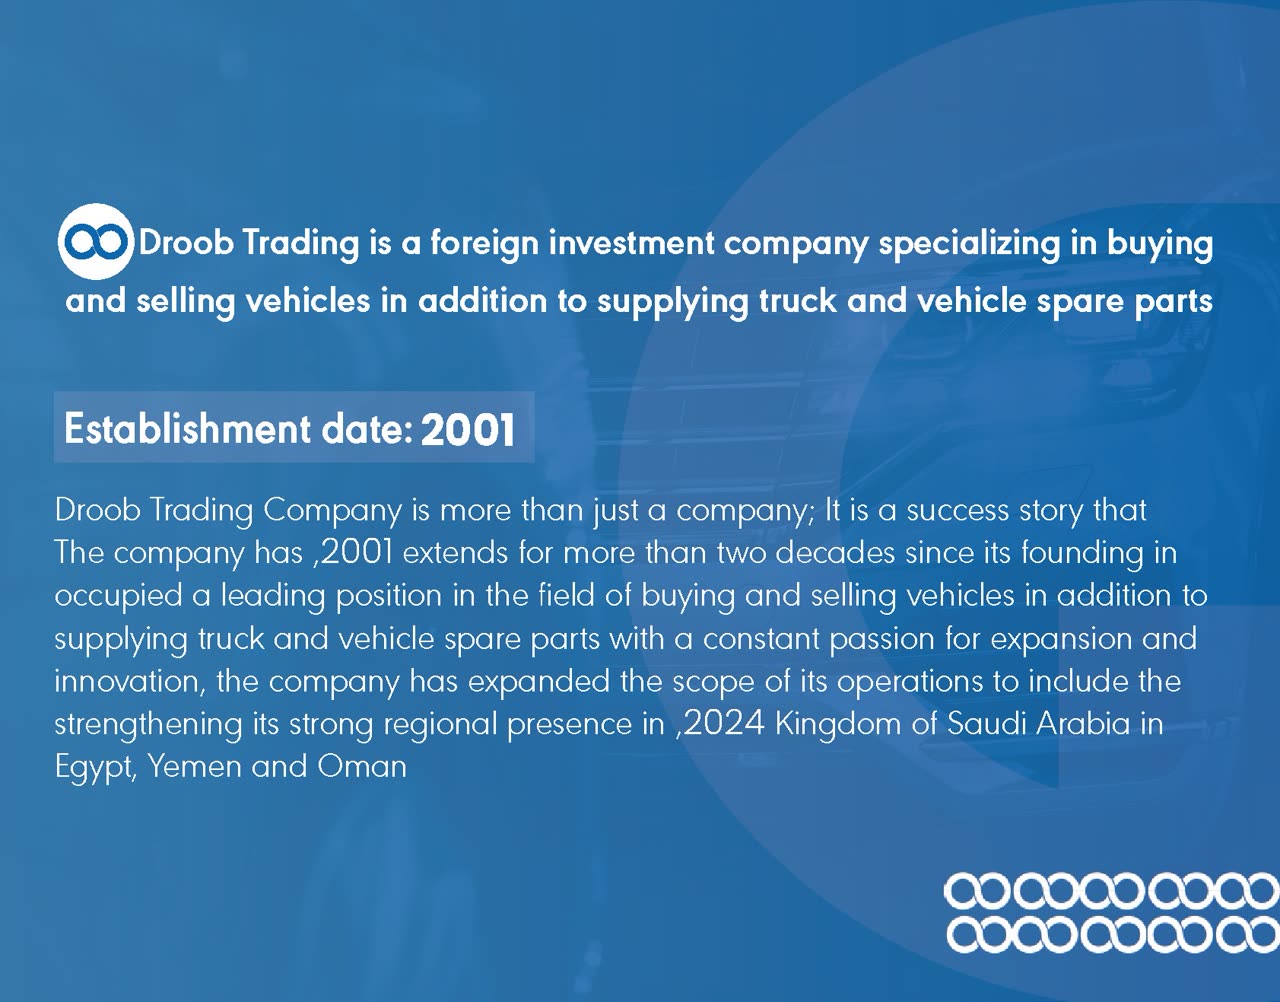 Droob Trading is a foreign investment company specializing in buying
and selling vehicles in addition to supplying truck and vehicle spare parts
Establishment date: 2001
Droob Trading Company is more than just a company; It is a success story that
The company has ,2001 extends for more than two decades since its founding in
occupied a leading position in the field of buying and selling vehicles in addition to
supplying truck and vehicle spare parts with a constant passion for expansion and
innovation, the company has expanded the scope of its operations to include the
strengthening its strong regional presence in ,2024 Kingdom of Saudi Arabia in
Egypt, Yemen and Oman